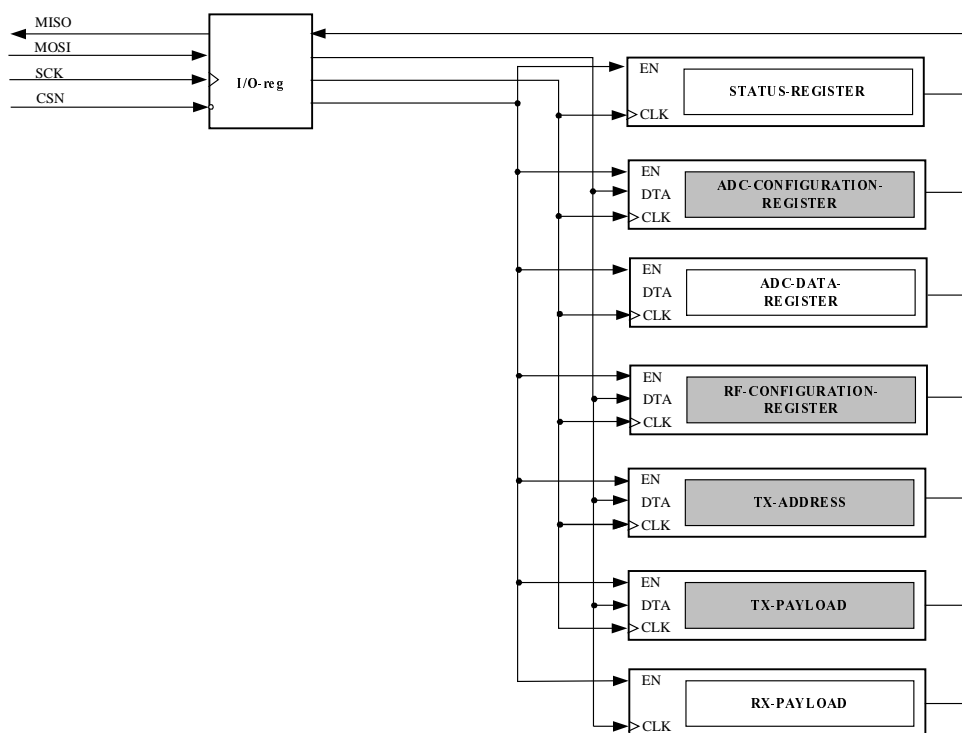 MISO
MOSI
SCK
CSN
I/O-reg
EN
STATUS-REGISTER
CLK
EN
DTA
CLK
ADC-CONFIGURATION-
REGISTER
EN
DTA
CLK
ADC-DATA-
REGISTER
EN
DTA
CLK
RF-CONFIGURATION-
REGISTER
EN
DTA
CLK
TX-ADDRESS
EN
DTA
CLK
TX-PAYLOAD
EN
RX-PAYLOAD
CLK